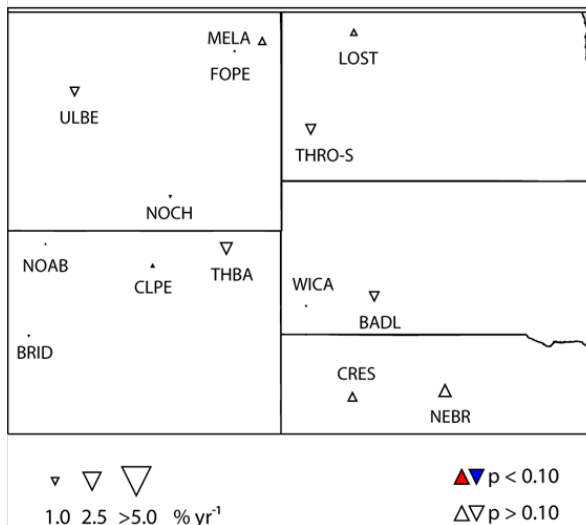 MELA
LOST
FOPE
ULBE
THRO-S
NOCH
NOAB
CLPE
THBA
WICA
BADL
BRID
CRES
NEBR
p < 0.10
1.0 2.5 >5.0 % yr⁻¹
p > 0.10